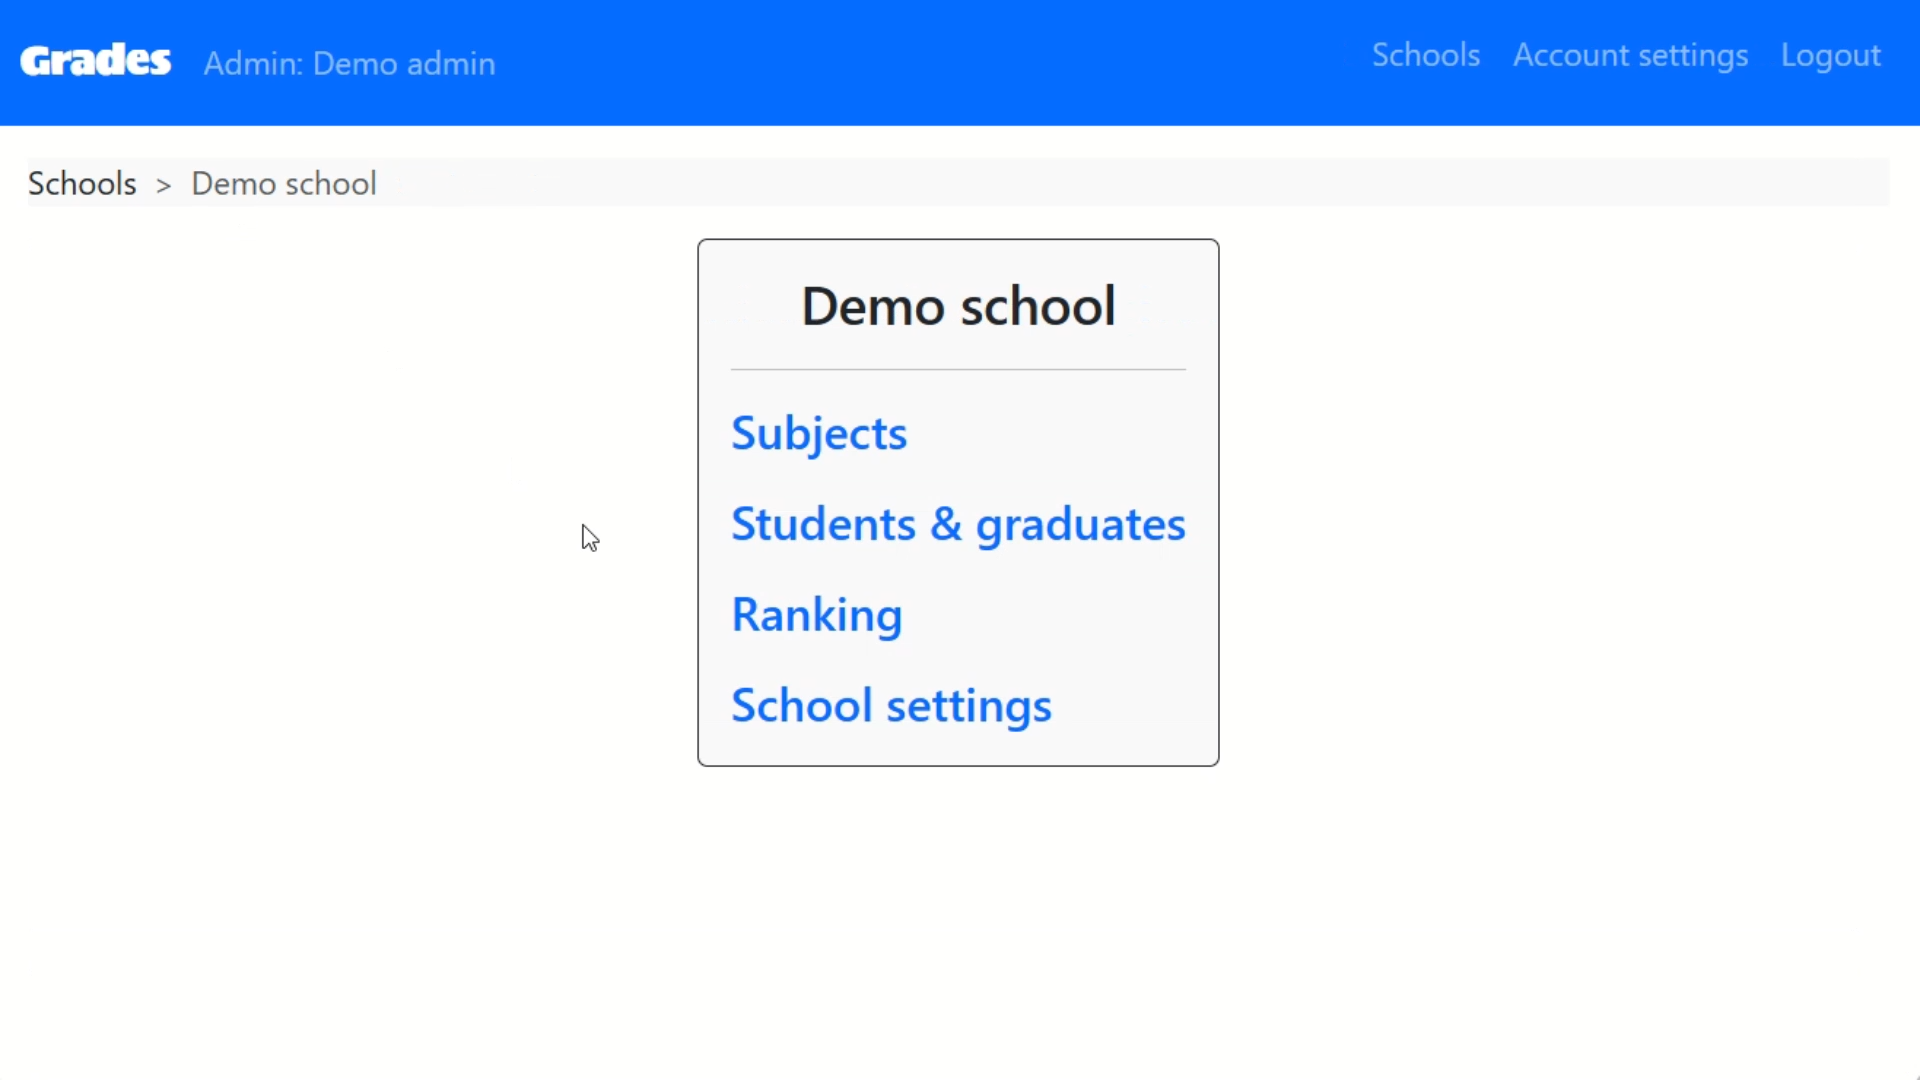 Grades Admin: Demo admin Schools Account settings Logout
Schools > Demo school
Demo school
Subjects
Students & graduates
Ranking
School settings